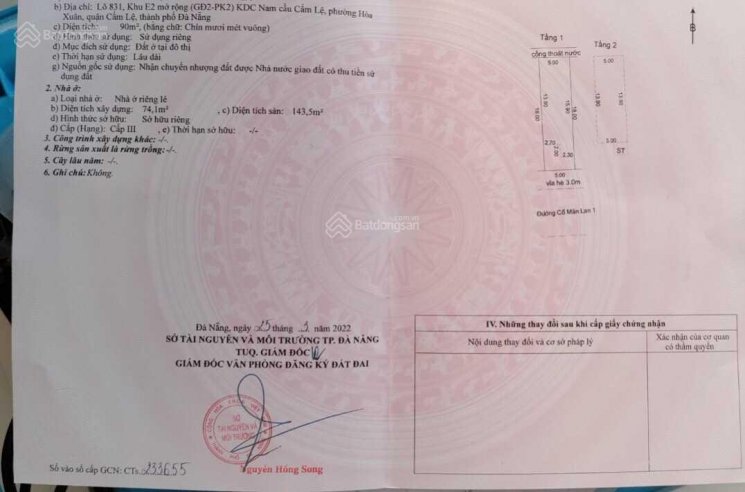 b) Địa chỉ: Lô 831, Khu E2 mở rộng (GĐ2-PK2) KDC Nam cầu Cẩm Lệ, phường Hòa
Xuân, quận Cẩm Lệ, thành phố Đà Nẵng
c) Diện tích: 90m², (bằng chữ: Chín mươi mét vuông)
d) Hình thức sử dụng: Sử dụng riêng
đ) Mục đích sử dụng: Đất ở tại đô thị
e) Thời hạn sử dụng: Lâu dài
g) Nguồn gốc sử dụng: Nhận chuyển nhượng đất được Nhà nước giao đất có thu tiền sử
dụng đất
2. Nhà ở:
a) Loại nhà ở: Nhà ở riêng lẻ
b) Diện tích xây dựng: 74,1m² , c) Diện tích sàn: 143,5m²
d) Hình thức sở hữu: Sở hữu riêng
đ) Cấp (Hạng): Cấp III , e) Thời hạn sở hữu: -/-
3. Công trình xây dựng khác: -/-
4. Rừng sản xuất là rừng trồng: -/-
5. Cây lâu năm: -/-
6. Ghi chú: Không.
B
Tầng 1
cống thoát nước
5.00
13.90
18.00
15.90
18.00
2.70
2.00
2.30
5.00
vỉa hè 3.0m
Đường Cồ Mân Lan 1
Tầng 2
5.00
13.90
13.90
5.00
ST
Batdongsan
.com.vn
Đà Nẵng, ngày 25 tháng 3 năm 2022
SỞ TÀI NGUYÊN VÀ MÔI TRƯỜNG TP. ĐÀ NẴNG
TUQ. GIÁM ĐỐC
GIÁM ĐỐC VĂN PHÒNG ĐĂNG KÝ ĐẤT ĐAI
SỞ
TÀI NGUYÊN VÀ
MÔI TRƯỜNG
Nguyễn Hồng Song
Số vào sổ cấp GCN: CTs.033655
IV. Những thay đổi sau khi cấp giấy chứng nhận
Nội dung thay đổi và cơ sở pháp lý
Xác nhận của cơ quan
có thẩm quyền